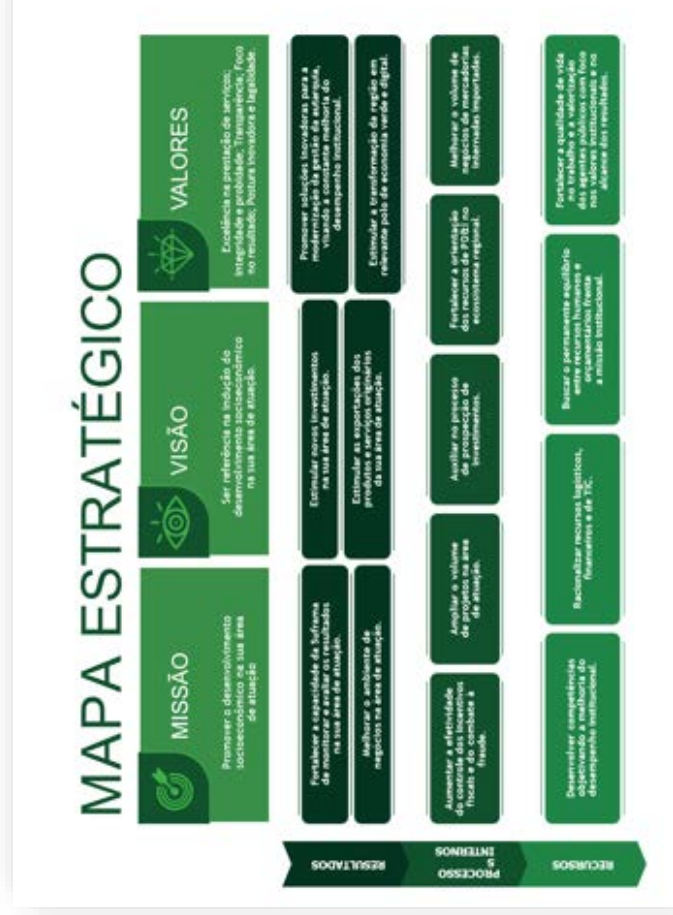 MAPA ESTRATÉGICO
MISSÃO
Promover o desenvolvimento
socioeconômico na sua área
de atuação
VISÃO
Ser referência na indução do
desenvolvimento socioeconômico
na sua área de atuação.
VALORES
Excelência na prestação de serviços;
Integridade e probidade; Transparência; Foco
no resultado; Postura inovadora e legalidade.
RESULTADOS
Fortalecer a capacidade da Suframa
de monitorar e avaliar os resultados
na sua área de atuação.
Estimular novos investimentos
na sua área de atuação.
Promover soluções inovadoras para a
modernização da gestão da autarquia,
visando a constante melhoria do
desempenho institucional.
Melhorar o ambiente de
negócios na área de atuação.
Estimular as exportações dos
produtos e serviços originários
da sua área de atuação.
Estimular a transformação da região em
relevante polo de economia verde e digital.
PROCESSO
S
INTERNOS
Aumentar a efetividade
do controle dos incentivos
fiscais e do combate à
fraude.
Ampliar o volume
de projetos na área
de atuação.
Auxiliar no processo
de prospecção de
investimentos.
Fortalecer a orientação
dos recursos de PD&I no
ecossistema regional.
Melhorar o volume de
negócios de mercadorias
internadas importadas.
RECURSOS
Desenvolver competências
objetivando a melhoria do
desempenho institucional.
Racionalizar recursos logísticos,
financeiros e de TIC.
Buscar o permanente equilíbrio
entre recursos humanos e
orçamentários frente
a missão institucional.
Fortalecer a qualidade de vida
no trabalho e a valorização
dos agentes públicos com foco
nos valores institucionais e no
alcance dos resultados.